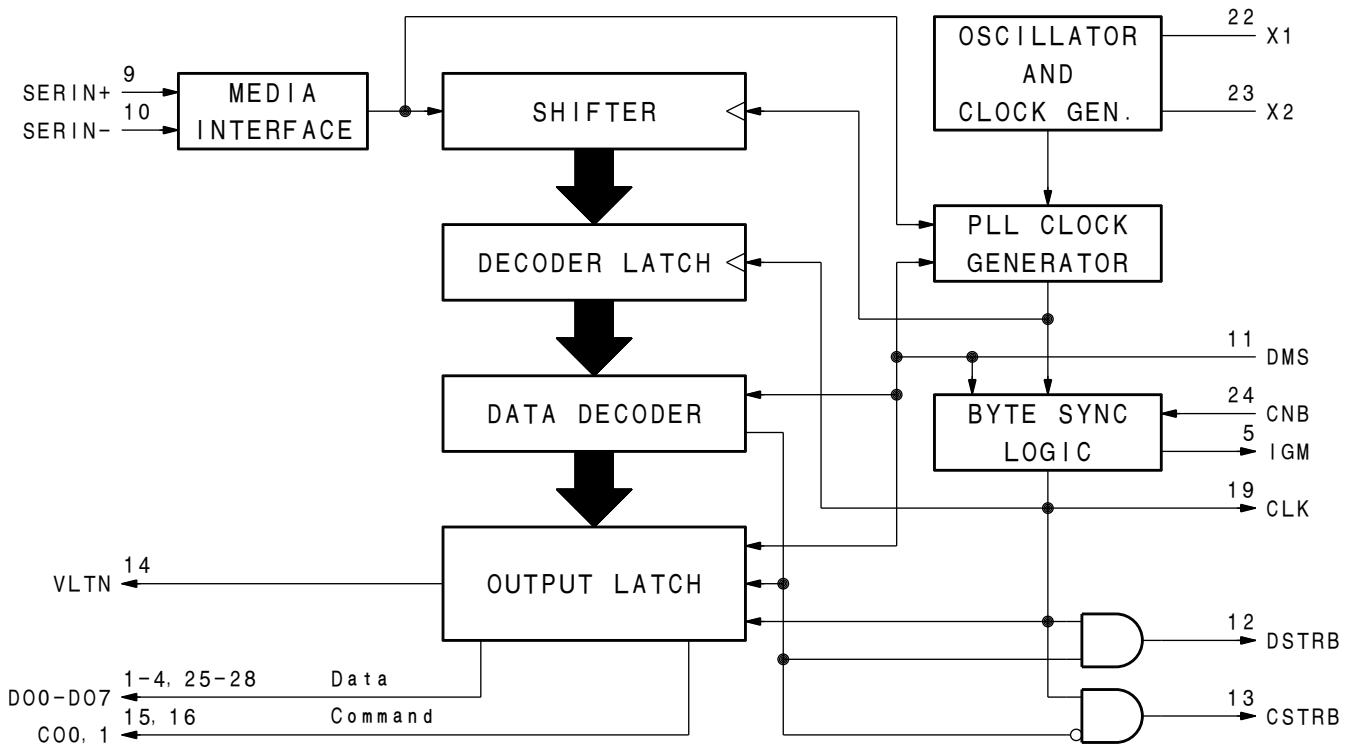 22
OSCILLATOR
X1
9
MEDIA
AND
SERIN+
10
SHIFTER
23
SERIN-
INTERFACE
CLOCK GEN.
X2
PLL CLOCK
DECODER LATCH
GENERATOR
11
DMS
24
DATA DECODER
BYTE SYNC
CNB
5
LOGIC
IGM
19
CLK
14
VLTN
OUTPUT LATCH
12
DSTRB
1-4, 25-28 Data
DO0-DO7
13
15, 16 Command
CSTRB
CO0, 1